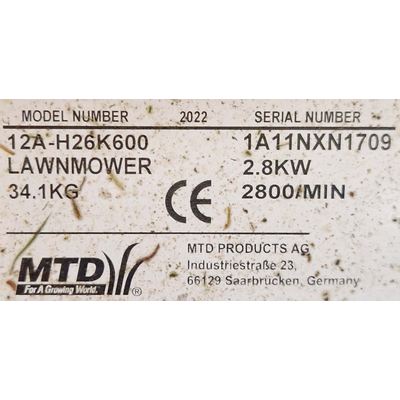 MODEL NUMBER 2022 SERIAL NUMBER
12A-H26K600 1A11NXN1709
LAWNMOWER 2.8KW
34.1KG CE 2800/MIN
MTD PRODUCTS AG
Industriestraße 23,
66129 Saarbrücken, Germany
MTD
For A Growing World.
®